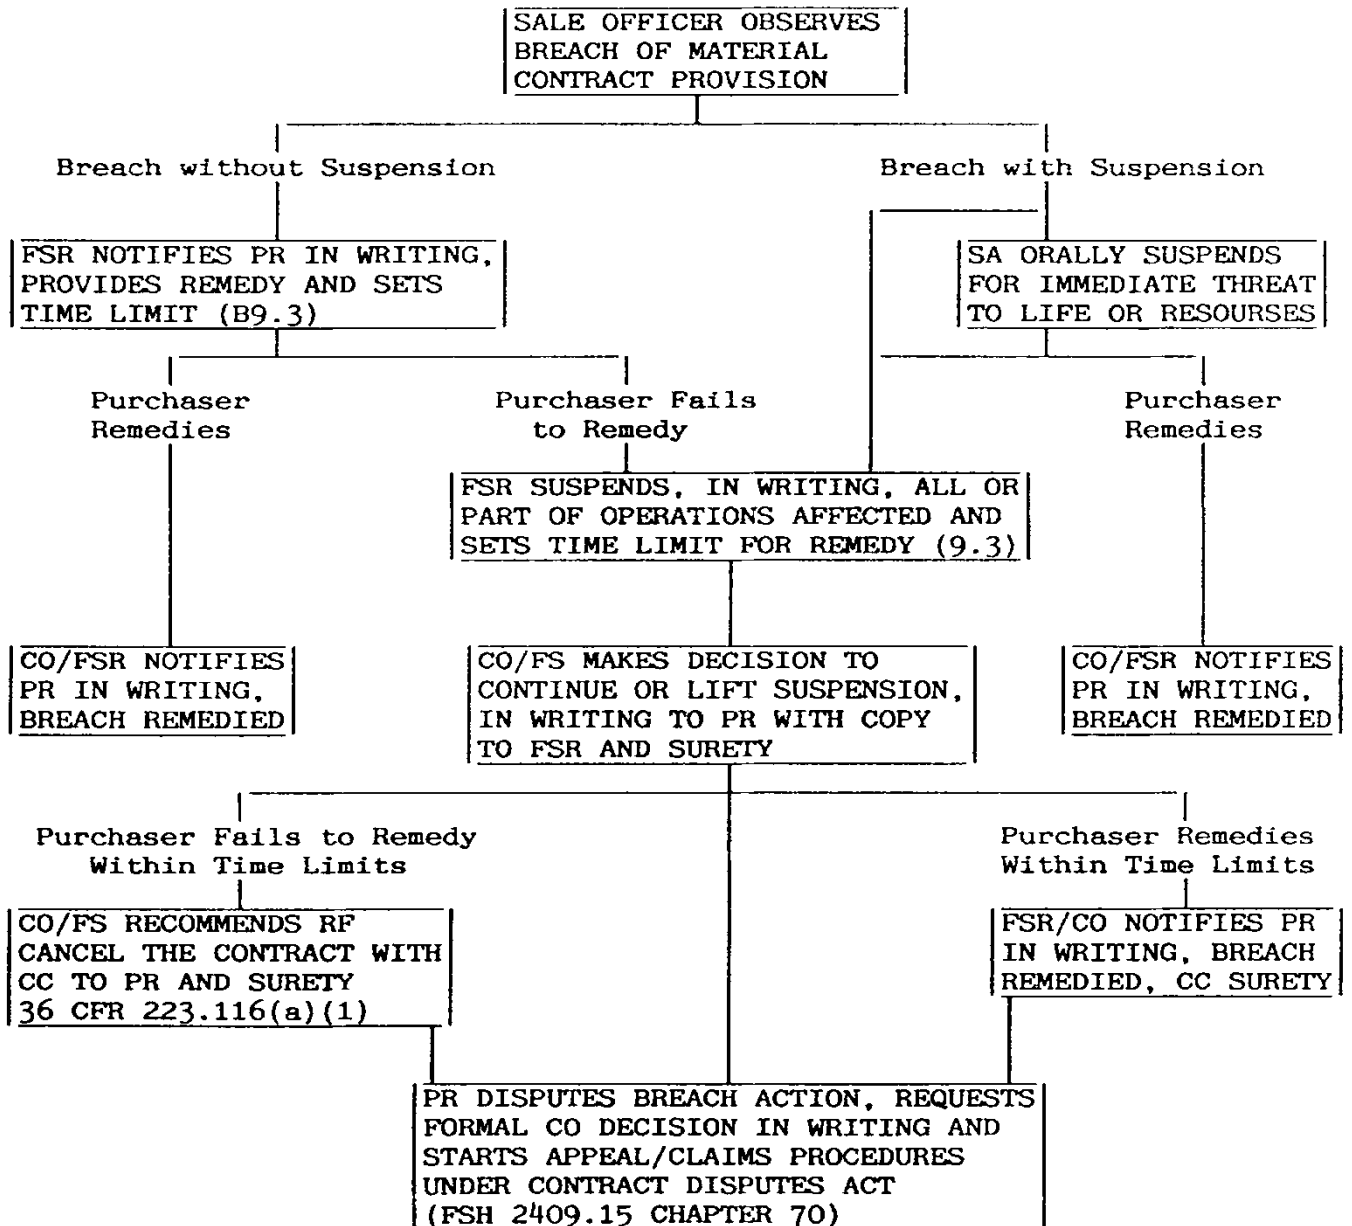 SALE OFFICER OBSERVES
BREACH OF MATERIAL
CONTRACT PROVISION
Breach without Suspension
Breach with Suspension
FSR NOTIFIES PR IN WRITING,
PROVIDES REMEDY AND SETS
TIME LIMIT (B9.3)
SA ORALLY SUSPENDS
FOR IMMEDIATE THREAT
TO LIFE OR RESOURSES
Purchaser
Remedies
Purchaser Fails
to Remedy
Purchaser
Remedies
FSR SUSPENDS, IN WRITING, ALL OR
PART OF OPERATIONS AFFECTED AND
SETS TIME LIMIT FOR REMEDY (9.3)
CO/FSR NOTIFIES
PR IN WRITING,
BREACH REMEDIED
CO/FS MAKES DECISION TO
CONTINUE OR LIFT SUSPENSION,
IN WRITING TO PR WITH COPY
TO FSR AND SURETY
CO/FSR NOTIFIES
PR IN WRITING,
BREACH REMEDIED
Purchaser Fails to Remedy
Within Time Limits
Purchaser Remedies
Within Time Limits
CO/FS RECOMMENDS RF
CANCEL THE CONTRACT WITH
CC TO PR AND SURETY
36 CFR 223.116(a)(1)
FSR/CO NOTIFIES PR
IN WRITING, BREACH
REMEDIED, CC SURETY
PR DISPUTES BREACH ACTION, REQUESTS
FORMAL CO DECISION IN WRITING AND
STARTS APPEAL/CLAIMS PROCEDURES
UNDER CONTRACT DISPUTES ACT
(FSH 2409.15 CHAPTER 70)